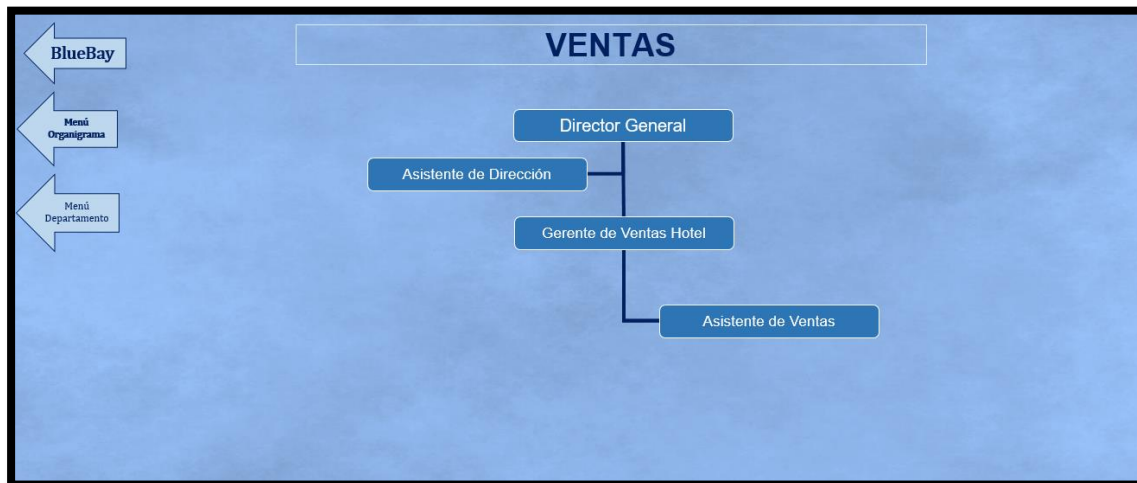 BlueBay
VENTAS
Menú
Organigrama
Director General
Asistente de Dirección
Menú
Departamento
Gerente de Ventas Hotel
Asistente de Ventas